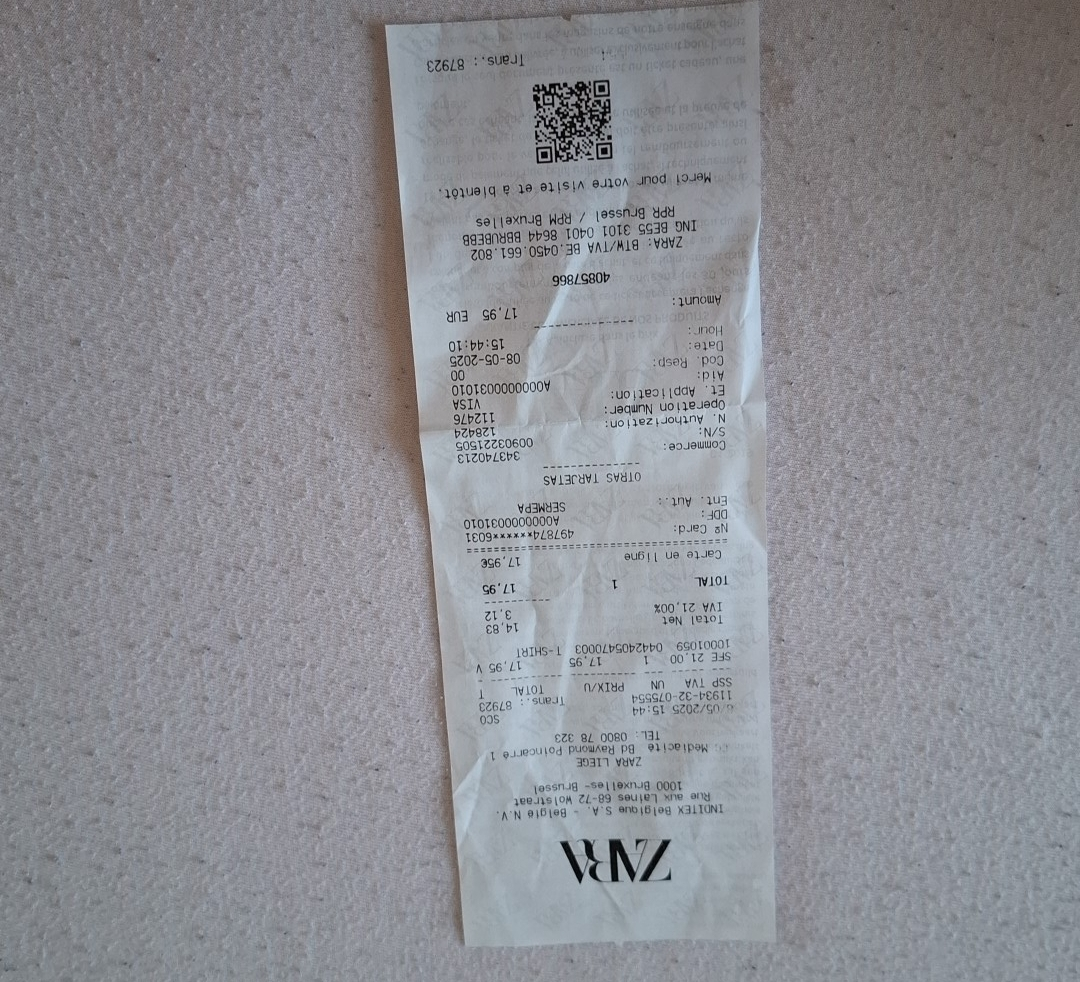 ZARA
INDITEX Belgique S.A. - België N.V.
Rue aux Laines 68-72 Wolstraat
1000 Bruxelles- Brussel
ZARA LIEGE
Mediacité Bd Raymond Poincarré 1
TEL: 0800 78 323
8/05/2025 15:44 SCO
11934-32-075554 Trans.: 87923
SSP TVA UN PRIX/U TOTAL T
SFE 21,00 1 17,95 17,95 V
10001059 04424054070003 T-SHIRT
Total Net 14,83
IVA 21,00% 3,12
TOTAL 1 17,95
Carte en ligne 17,95€
Nº Card: 497874******6031
DDF: A0000000031010
Ent. Aut.: SERMEPA
OTRAS TARJETAS
Commerce: 343740213
S/N: 00903221505
N. Authorization: 128424
Operation Number: 112476
Et. Application: VISA
Aid: A0000000031010
Cod. Resp: 00
Date: 08-05-2025
Hour: 15:44:10
Amount: 17,95 EUR
40857866
ZARA: BTW/TVA BE.0450.661.802
ING BE55 3101 0401 8644 BBRUBEBB
RPR Brussel / RPM Bruxelles
Merci pour votre visite et à bientôt.
Trans.: 87923